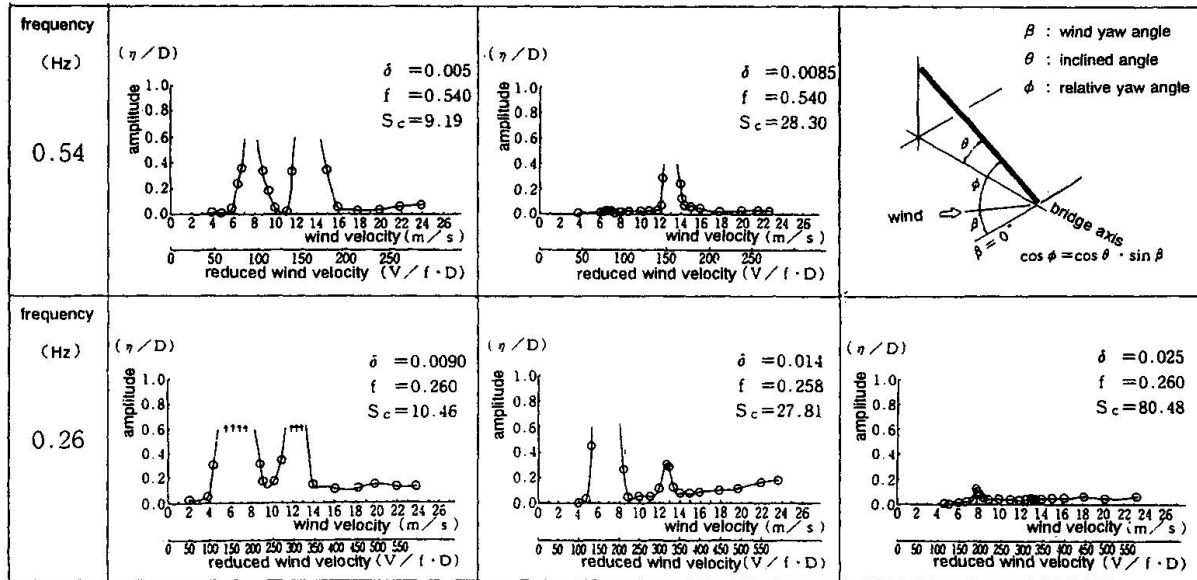 frequency
(Hz)
0.54
(η/D)
δ =0.005
f =0.540
Sc=9.19
amplitude
1.0
0.8
0.6
0.4
0.2
0.0
0 2 4 6 8 10 12 14 16 18 20 22 24 26
wind velocity(m/s)
0 50 100 150 200 250
reduced wind velocity(V/f·D)
(η/D)
δ =0.0085
f =0.540
Sc=28.30
amplitude
1.0
0.8
0.6
0.4
0.2
0.0
0 2 4 6 8 10 12 14 16 18 20 22 24 26
wind velocity(m/s)
0 50 100 150 200 250
reduced wind velocity(V/f·D)
β : wind yaw angle
θ : inclined angle
ϕ : relative yaw angle
θ
ϕ
wind
β
β=0°
bridge axis
cos ϕ=cos θ · sin β
frequency
(Hz)
0.26
(η/D)
δ =0.0090
f =0.260
Sc=10.46
amplitude
1.0
0.8
0.6
0.4
0.2
0.0
0 2 4 6 8 10 12 14 16 18 20 22 24 26
wind velocity(m/s)
0 50 100 150 200 250 300 350 400 450 500 550
reduced wind velocity(V/f·D)
(η/D)
δ =0.014
f =0.258
Sc=27.81
amplitude
1.0
0.8
0.6
0.4
0.2
0.0
0 2 4 6 8 10 12 14 16 18 20 22 24 26
wind velocity(m/s)
0 50 100 150 200 250 300 350 400 450 500 550
reduced wind velocity(V/f·D)
(η/D)
δ =0.025
f =0.260
Sc=80.48
amplitude
1.0
0.8
0.6
0.4
0.2
0.0
0 2 4 6 8 10 12 14 16 18 20 22 24 26
wind velocity(m/s)
0 50 100 150 200 250 300 350 400 450 500 550
reduced wind velocity(V/f·D)